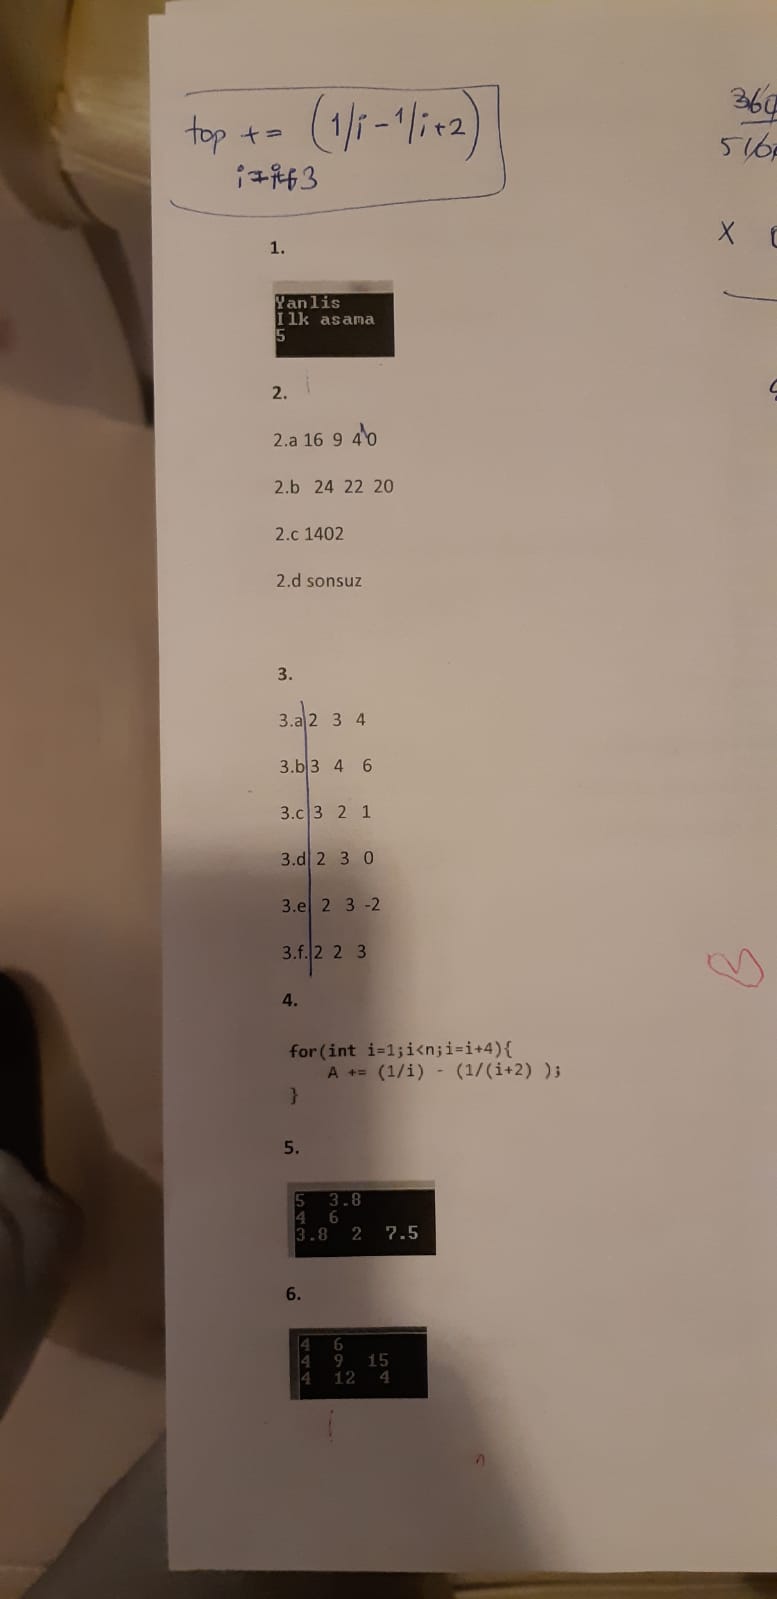 top += (1/i - 1/i+2)
360
1.
X
Yanlis
Ilk asama
5
2.
2.a 16 9 4 0
2.b 24 22 20
2.c 1402
2.d sonsuz
3.
3.a 2 3 4
3.b 3 4 6
3.c 3 2 1
3.d 2 3 0
3.e 2 3 -2
3.f. 2 2 3
4.
for(int i=1;i<n;i=i+4){
A += (1/i) - (1/(i+2) );
}
5.
5 3.8
4 6
3.8 2 7.5
6.
4 6
4 9 15
4 12 4